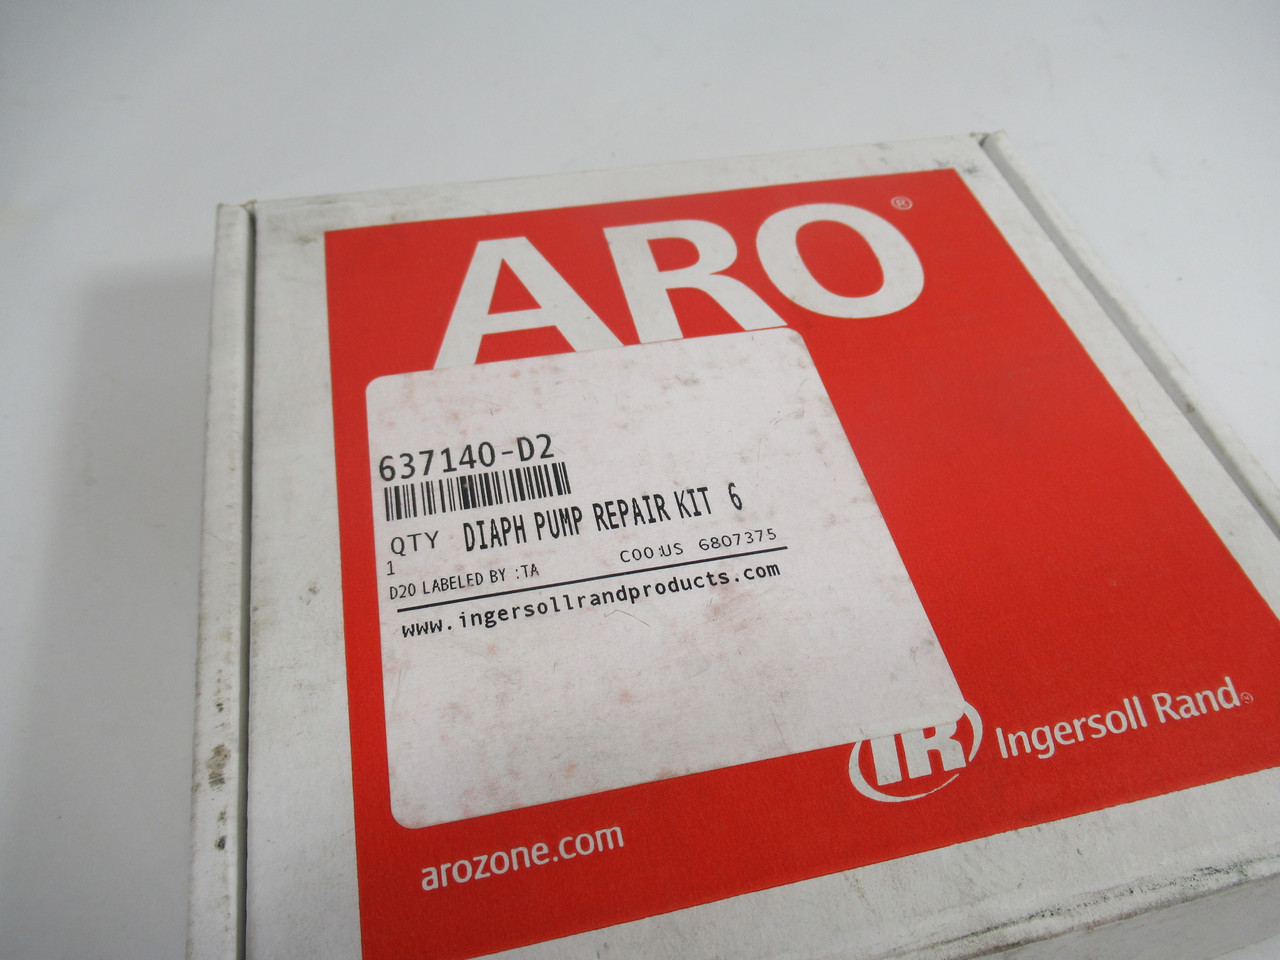 ARO®
637140-D2
QTY DIAPH PUMP REPAIR KIT 6
1
D20 LABELED BY :TA COO:US 6807375
www.ingersollrandproducts.com
IR Ingersoll Rand®
arozone.com